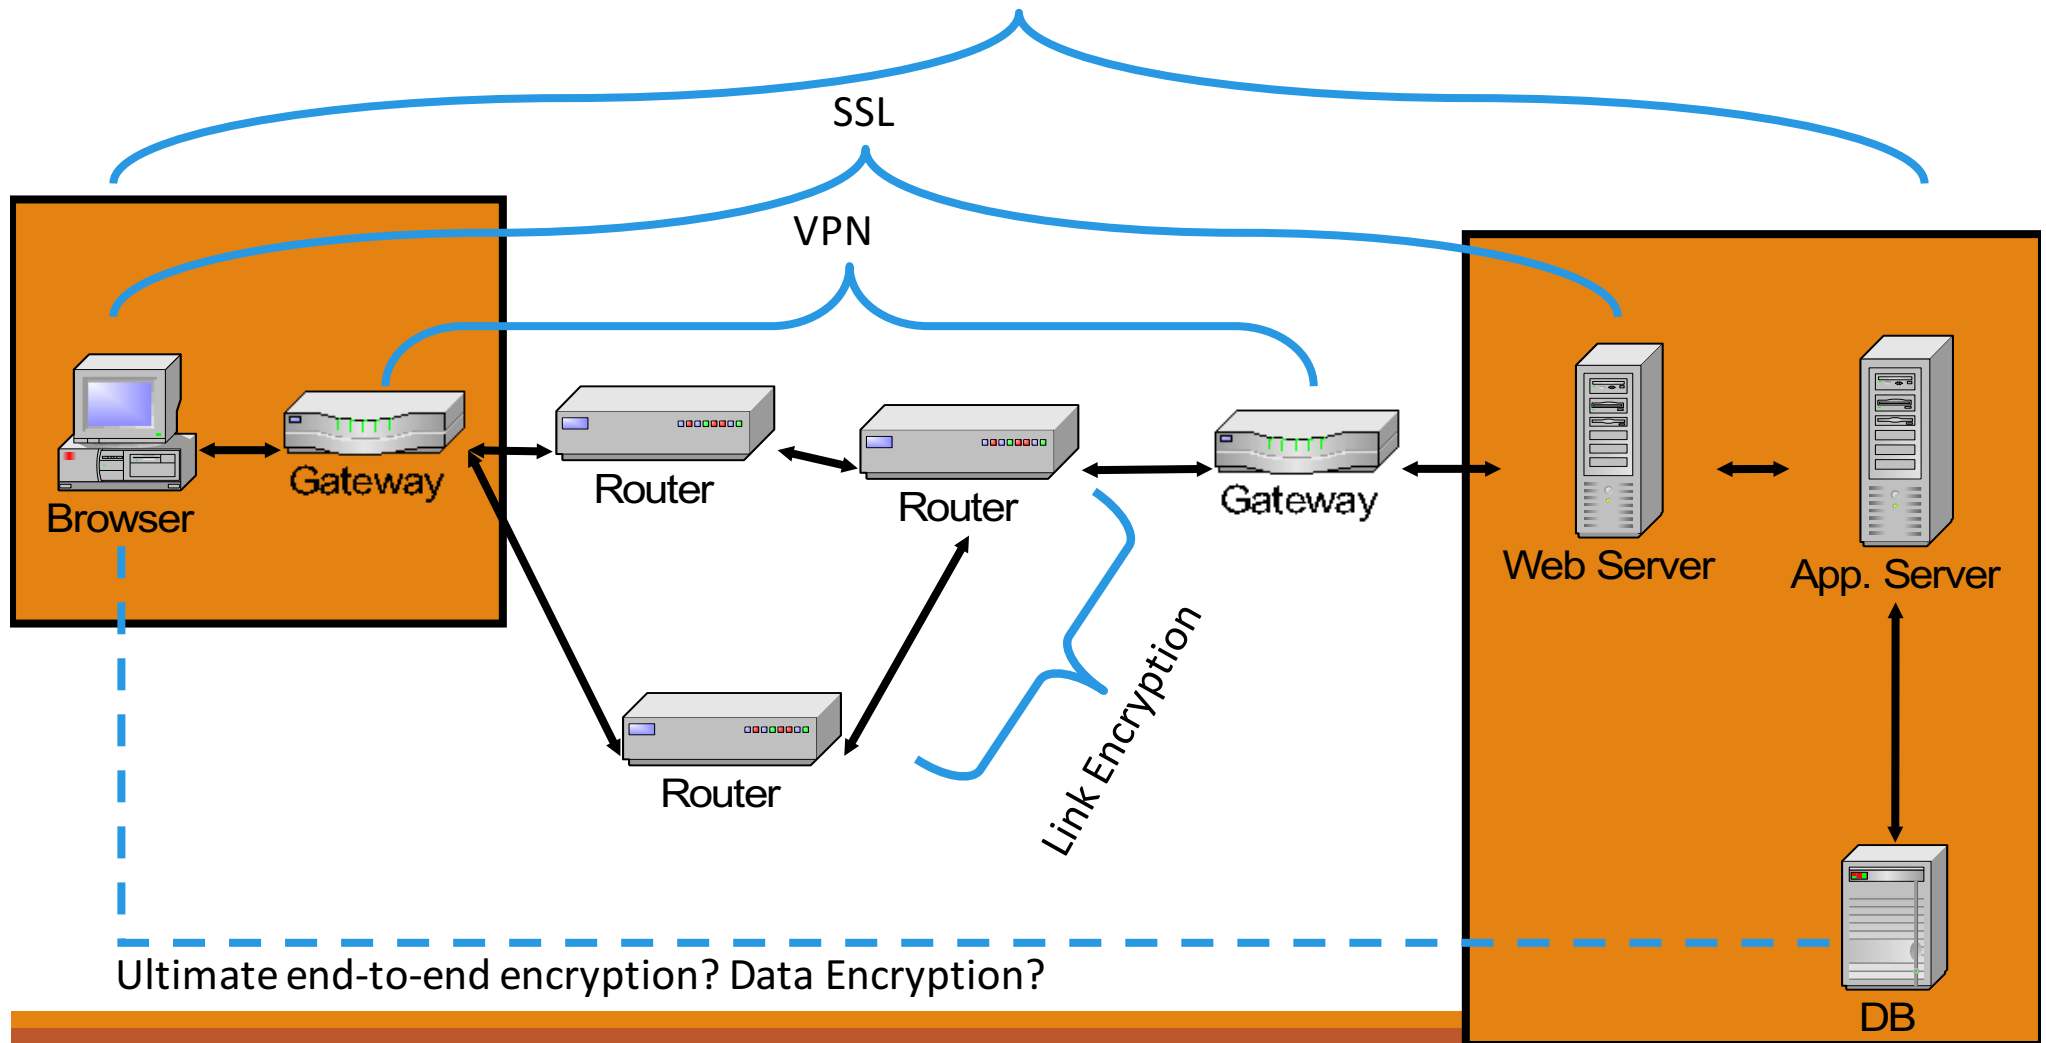 SSL
VPN
Browser
Gateway
Router
Router
Gateway
Web Server
App. Server
Router
Link Encryption
Ultimate end-to-end encryption? Data Encryption?
DB